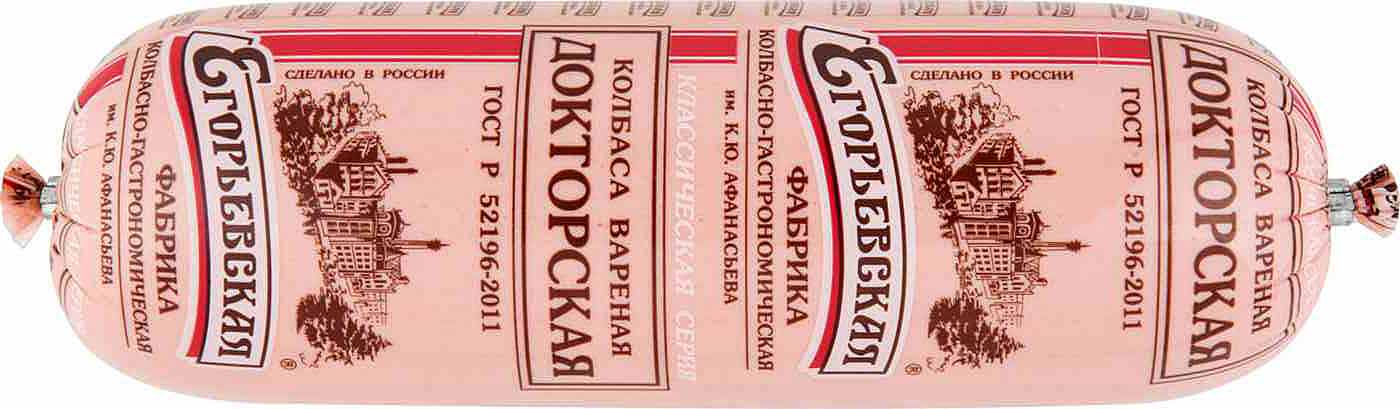 Егорьевская
КОЛБАСНО-ГАСТРОНОМИЧЕСКАЯ
ФАБРИКА
им. К.Ю. АФАНАСЬЕВА
СДЕЛАНО В РОССИИ
ГОСТ Р 52196-2011
®
КОЛБАСА ВАРЕНАЯ
ДОКТОРСКАЯ
КЛАССИЧЕСКАЯ СЕРИЯ
Егорьевская
КОЛБАСНО-ГАСТРОНОМИЧЕСКАЯ
ФАБРИКА
им. К.Ю. АФАНАСЬЕВА
СДЕЛАНО В РОССИИ
ГОСТ Р 52196-2011
®
КОЛБАСА ВАРЕНАЯ
ДОКТОРСКАЯ